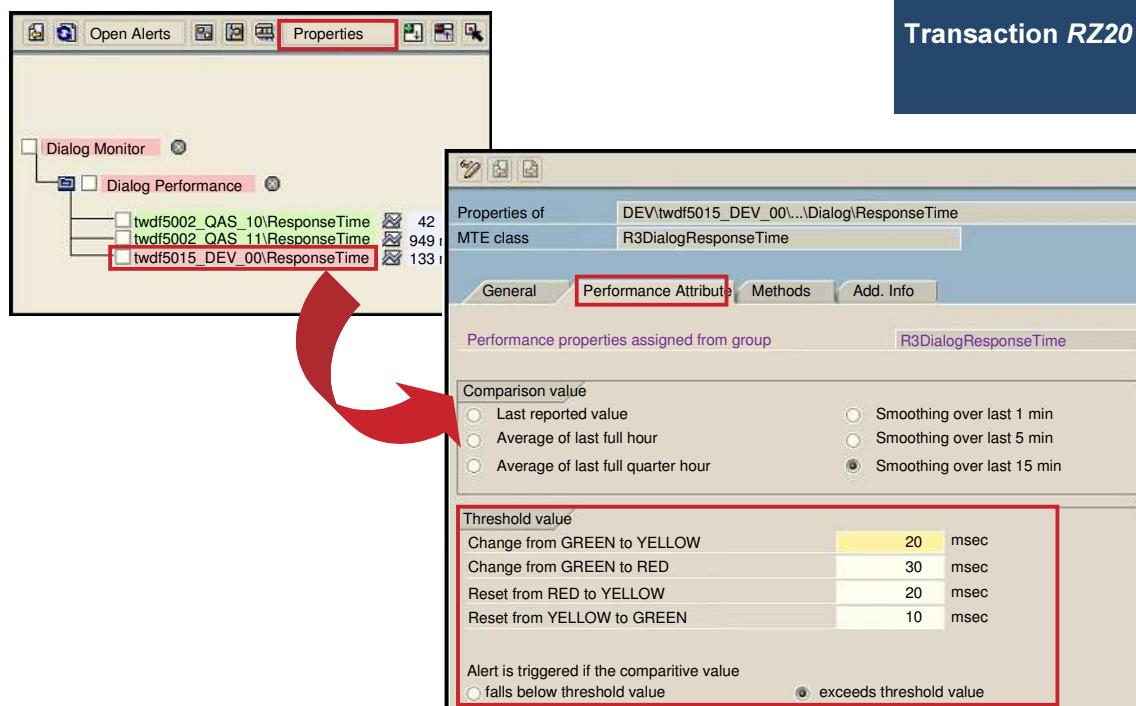 Transaction RZ20
Open Alerts Properties
Dialog Monitor
Dialog Performance
twdf5002_QAS_10\ResponseTime 42
twdf5002_QAS_11\ResponseTime 949
twdf5015_DEV_00\ResponseTime 133
Properties of DEV\twdf5015_DEV_00\...\Dialog\ResponseTime
MTE class R3DialogResponseTime
General Performance Attribute Methods Add. Info
Performance properties assigned from group R3DialogResponseTime
Comparison value
Last reported value Smoothing over last 1 min
Average of last full hour Smoothing over last 5 min
Average of last full quarter hour Smoothing over last 15 min
Threshold value
Change from GREEN to YELLOW 20 msec
Change from GREEN to RED 30 msec
Reset from RED to YELLOW 20 msec
Reset from YELLOW to GREEN 10 msec
Alert is triggered if the comparitive value
falls below threshold value exceeds threshold value